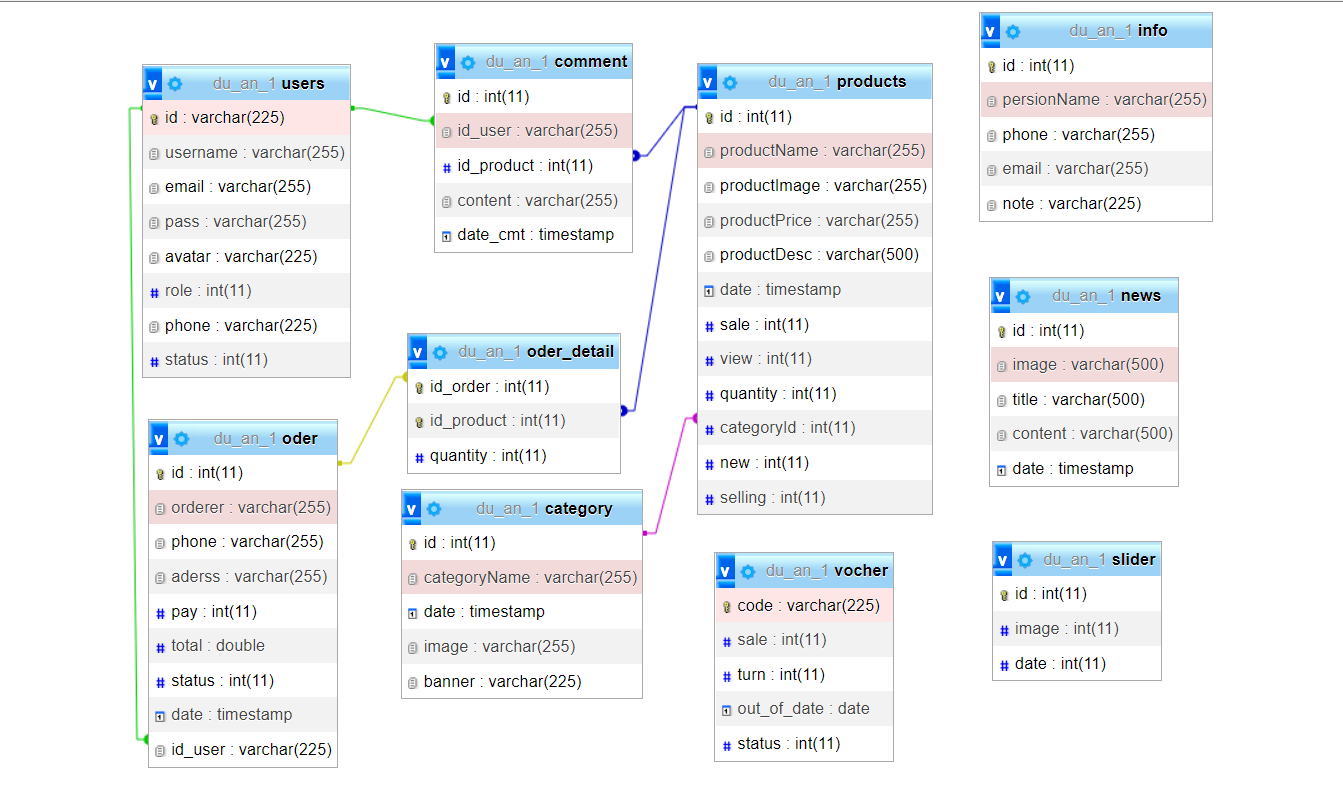 du_an_1 users
id : varchar(225)
username : varchar(255)
email : varchar(255)
pass : varchar(255)
avatar : varchar(225)
role : int(11)
phone : varchar(225)
status : int(11)
du_an_1 comment
id : int(11)
id_user : varchar(255)
id_product : int(11)
content : varchar(255)
date_cmt : timestamp
du_an_1 products
id : int(11)
productName : varchar(255)
productImage : varchar(255)
productPrice : varchar(255)
productDesc : varchar(500)
date : timestamp
sale : int(11)
view : int(11)
quantity : int(11)
categoryId : int(11)
new : int(11)
selling : int(11)
du_an_1 info
id : int(11)
persionName : varchar(255)
phone : varchar(255)
email : varchar(255)
note : varchar(225)
du_an_1 oder_detail
id_order : int(11)
id_product : int(11)
quantity : int(11)
du_an_1 news
id : int(11)
image : varchar(500)
title : varchar(500)
content : varchar(500)
date : timestamp
du_an_1 oder
id : int(11)
orderer : varchar(255)
phone : varchar(255)
aderss : varchar(255)
pay : int(11)
total : double
status : int(11)
date : timestamp
id_user : varchar(225)
du_an_1 category
id : int(11)
categoryName : varchar(255)
date : timestamp
image : varchar(255)
banner : varchar(225)
du_an_1 vocher
code : varchar(225)
sale : int(11)
turn : int(11)
out_of_date : date
status : int(11)
du_an_1 slider
id : int(11)
image : int(11)
date : int(11)